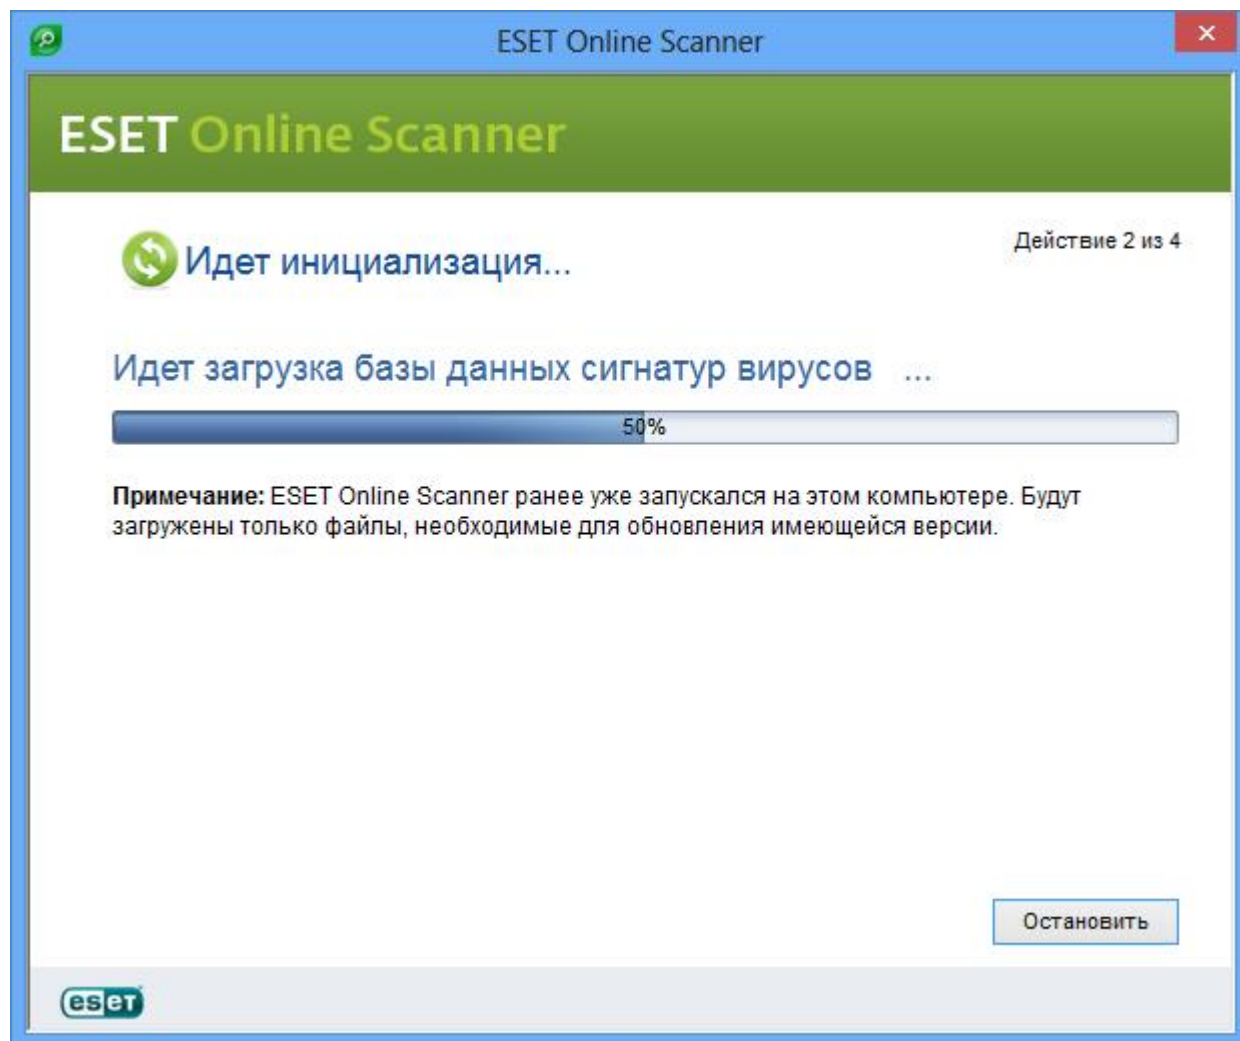 ESET Online Scanner
ESET Online Scanner
Идет инициализация...
Действие 2 из 4
Идет загрузка базы данных сигнатур вирусов ...
50%
Примечание: ESET Online Scanner ранее уже запускался на этом компьютере. Будут
загружены только файлы, необходимые для обновления имеющейся версии.
Остановить
eset